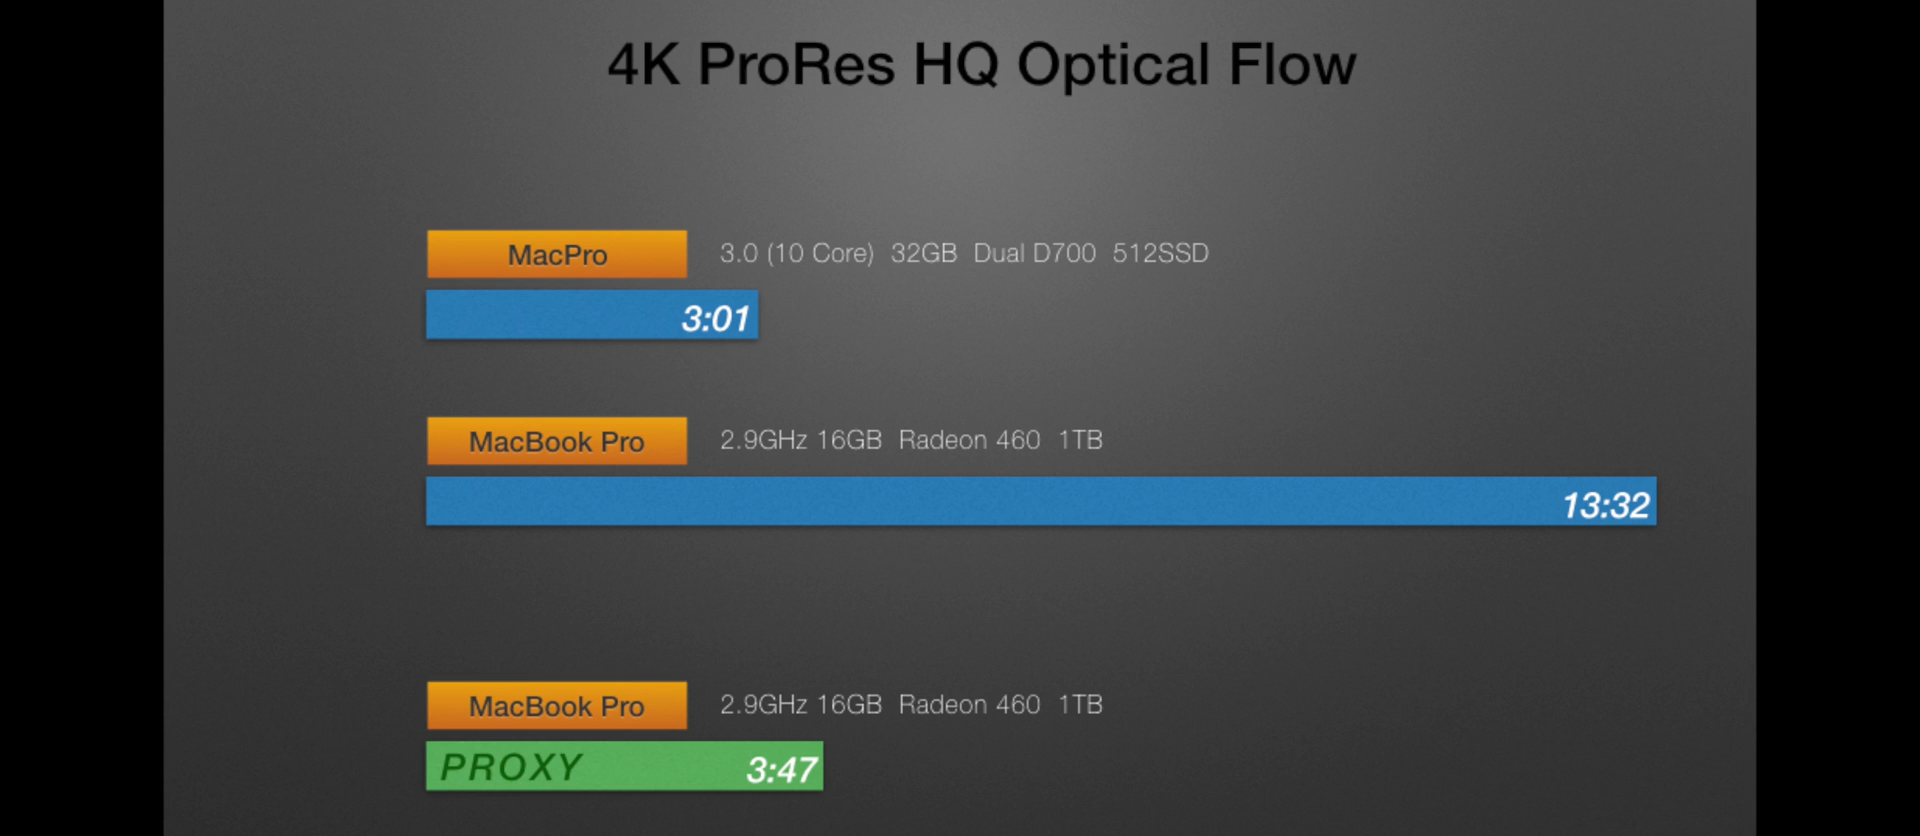 4K ProRes HQ Optical Flow
MacPro 3.0 (10 Core) 32GB Dual D700 512SSD
3:01
MacBook Pro 2.9GHz 16GB Radeon 460 1TB
13:32
MacBook Pro 2.9GHz 16GB Radeon 460 1TB
PROXY 3:47